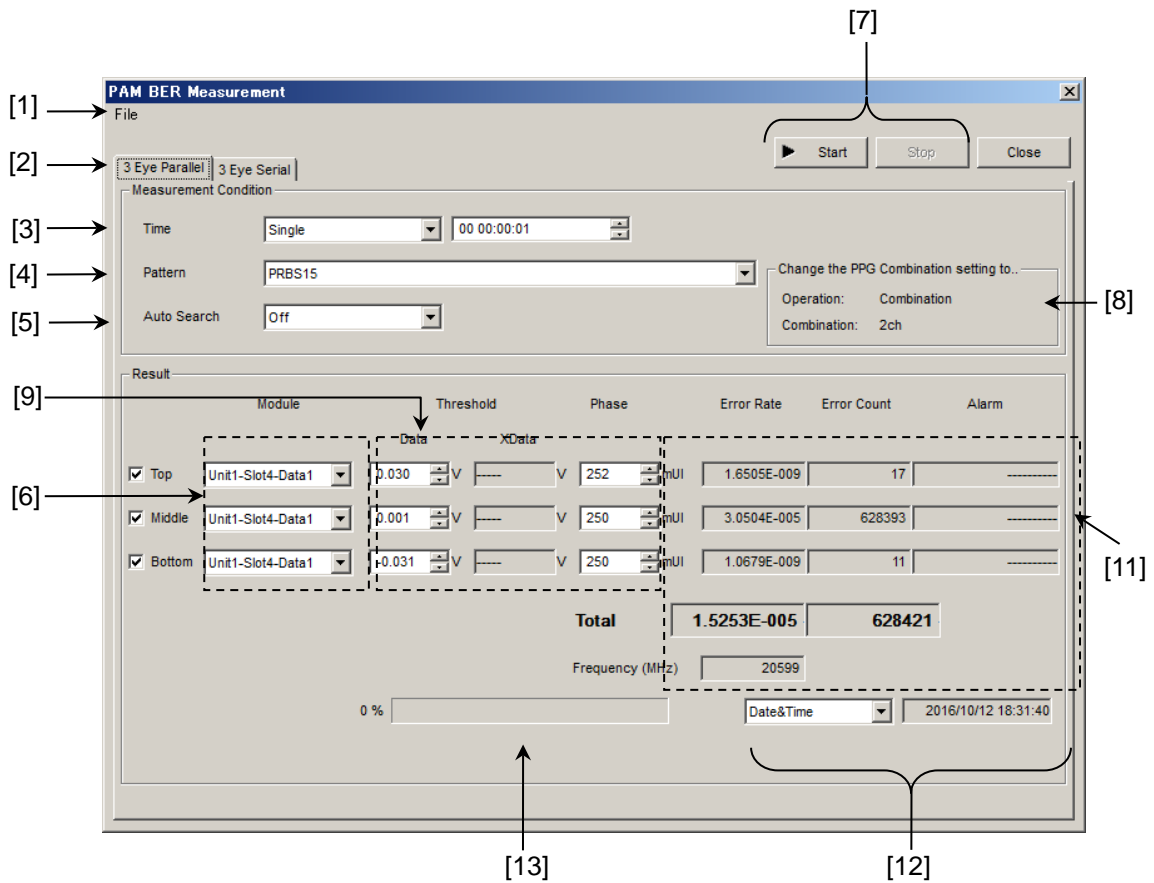 [7]
PAM BER Measurement
[1]
File
Start Stop Close
[2]
3 Eye Parallel 3 Eye Serial
Measurement Condition
[3]
Time Single 00 00:00:01
[4]
Pattern PRBS15
Change the PPG Combination setting to..
Operation: Combination
[8]
[5]
Auto Search Off
Combination: 2ch
Result
[9]
Module Threshold Phase Error Rate Error Count Alarm
Data XData
Top Unit1-Slot4-Data1 0.030 V ----- V 252 mUI 1.6505E-009 17 ----------
[6]
Middle Unit1-Slot4-Data1 0.001 V ----- V 250 mUI 3.0504E-005 628393 ----------
Bottom Unit1-Slot4-Data1 -0.031 V ----- V 250 mUI 1.0679E-009 11 ----------
[11]
Total 1.5253E-005 628421
Frequency (MHz) 20599
0 % Date&Time 2016/10/12 18:31:40
[13] [12]